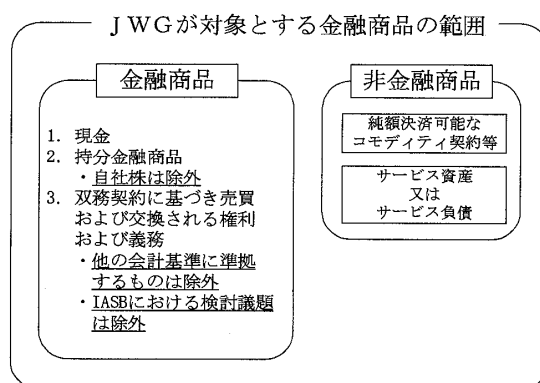 JWGが対象とする金融商品の範囲
金融商品
1. 現金
2. 持分金融商品
・自社株は除外
3. 双務契約に基づき売買
および交換される権利
および義務
・他の会計基準に準拠
するものは除外
・IASBにおける検討議題
は除外
非金融商品
純額決済可能な
コモディティ契約等
サービス資産
又は
サービス負債